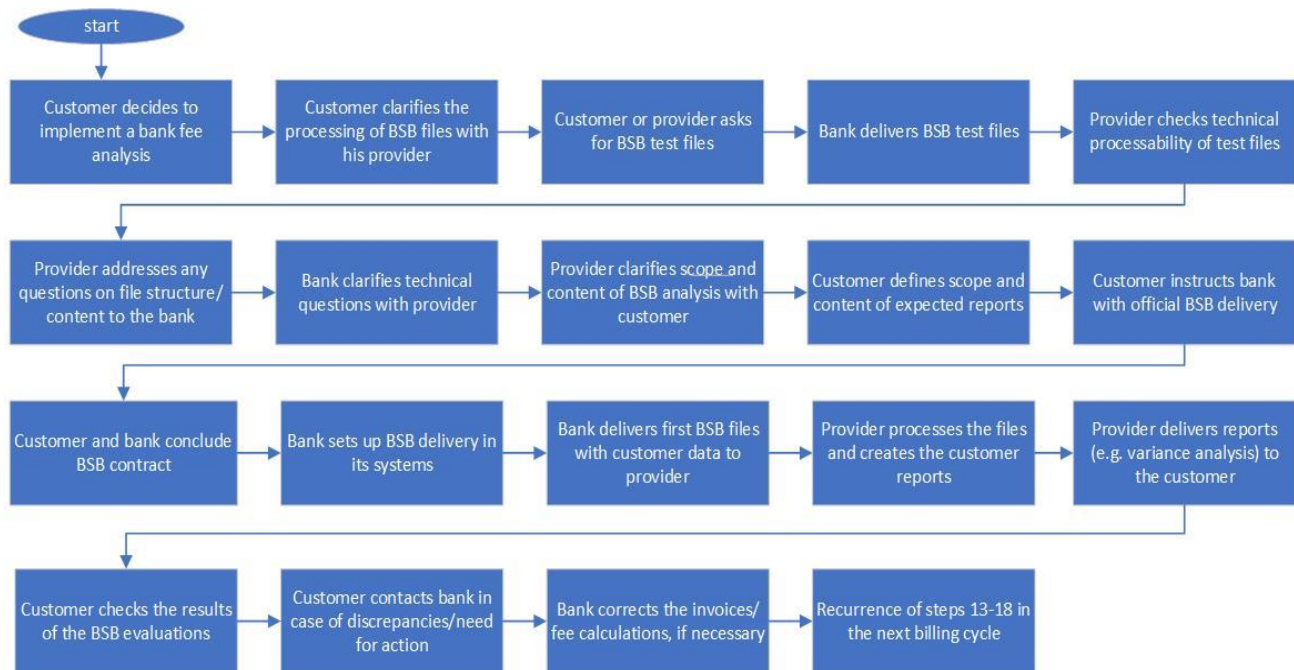 start
Customer decides to
implement a bank fee
analysis
Customer clarifies the
processing of BSB files with
his provider
Customer or provider asks
for BSB test files
Bank delivers BSB test files
Provider checks technical
processability of test files
Provider addresses any
questions on file structure/
content to the bank
Bank clarifies technical
questions with provider
Provider clarifies scope and
content of BSB analysis with
customer
Customer defines scope and
content of expected reports
Customer instructs bank
with official BSB delivery
Customer and bank conclude
BSB contract
Bank sets up BSB delivery in
its systems
Bank delivers first BSB files
with customer data to
provider
Provider processes the files
and creates the customer
reports
Provider delivers reports
(e.g. variance analysis) to
the customer
Customer checks the results
of the BSB evaluations
Customer contacts bank in
case of discrepancies/need
for action
Bank corrects the invoices/
fee calculations, if necessary
Recurrence of steps 13-18 in
the next billing cycle